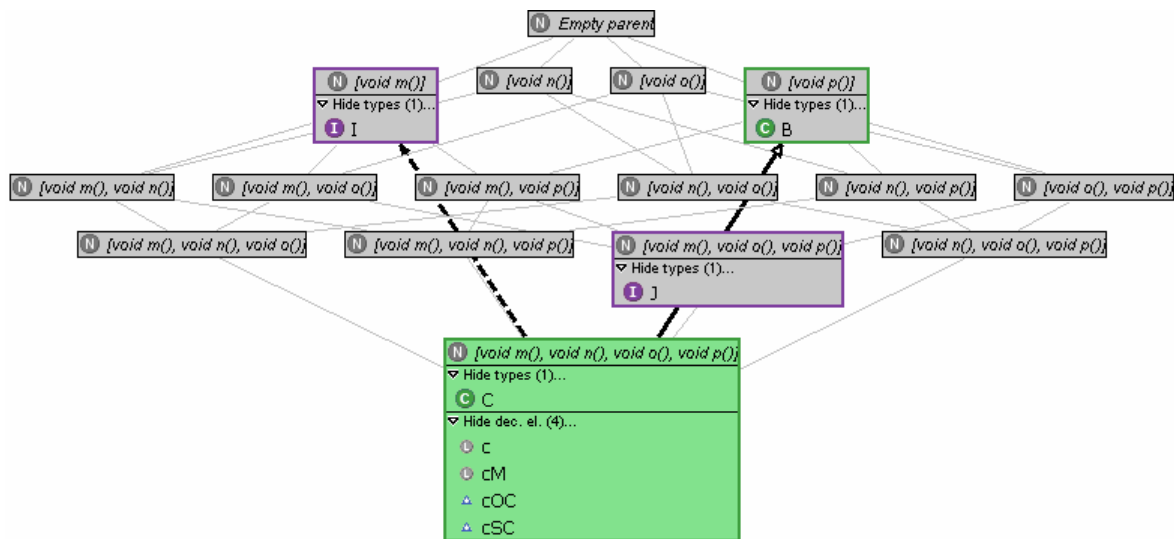 N Empty parent
N [void m()]
N [void n()]
N [void o()]
N [void p()]
Hide types (1)...
I I
Hide types (1)...
C B
N [void m(), void n()]
N [void m(), void o()]
N [void m(), void p()]
N [void n(), void o()]
N [void n(), void p()]
N [void o(), void p()]
N [void m(), void n(), void o()]
N [void m(), void n(), void p()]
N [void m(), void o(), void p()]
N [void n(), void o(), void p()]
Hide types (1)...
I J
N [void m(), void n(), void o(), void p()]
Hide types (1)...
C C
Hide dec. el. (4)...
L c
L cM
cOC
cSC